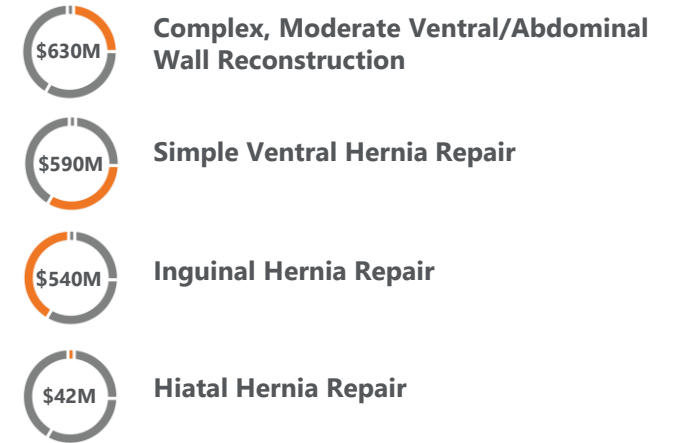 $630M
Complex, Moderate Ventral/Abdominal
Wall Reconstruction
$590M
Simple Ventral Hernia Repair
$540M
Inguinal Hernia Repair
$42M
Hiatal Hernia Repair